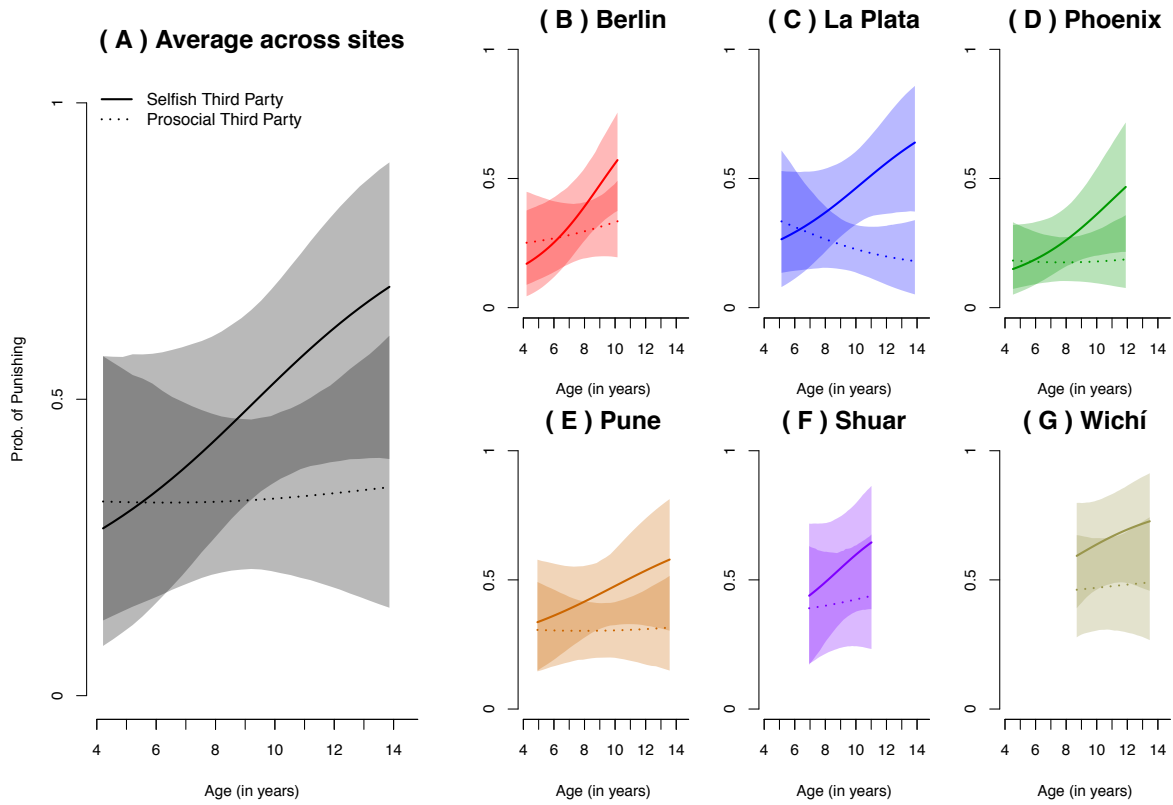 ( A ) Average across sites
Selfish Third Party
Prosocial Third Party
Prob. of Punishing
1
0.5
0
4 6 8 10 12 14
Age (in years)
( B ) Berlin
1
0.5
0
4 6 8 10 12 14
Age (in years)
( C ) La Plata
1
0.5
0
4 6 8 10 12 14
Age (in years)
( D ) Phoenix
1
0.5
0
4 6 8 10 12 14
Age (in years)
( E ) Pune
1
0.5
0
4 6 8 10 12 14
Age (in years)
( F ) Shuar
1
0.5
0
4 6 8 10 12 14
Age (in years)
( G ) Wichí
1
0.5
0
4 6 8 10 12 14
Age (in years)